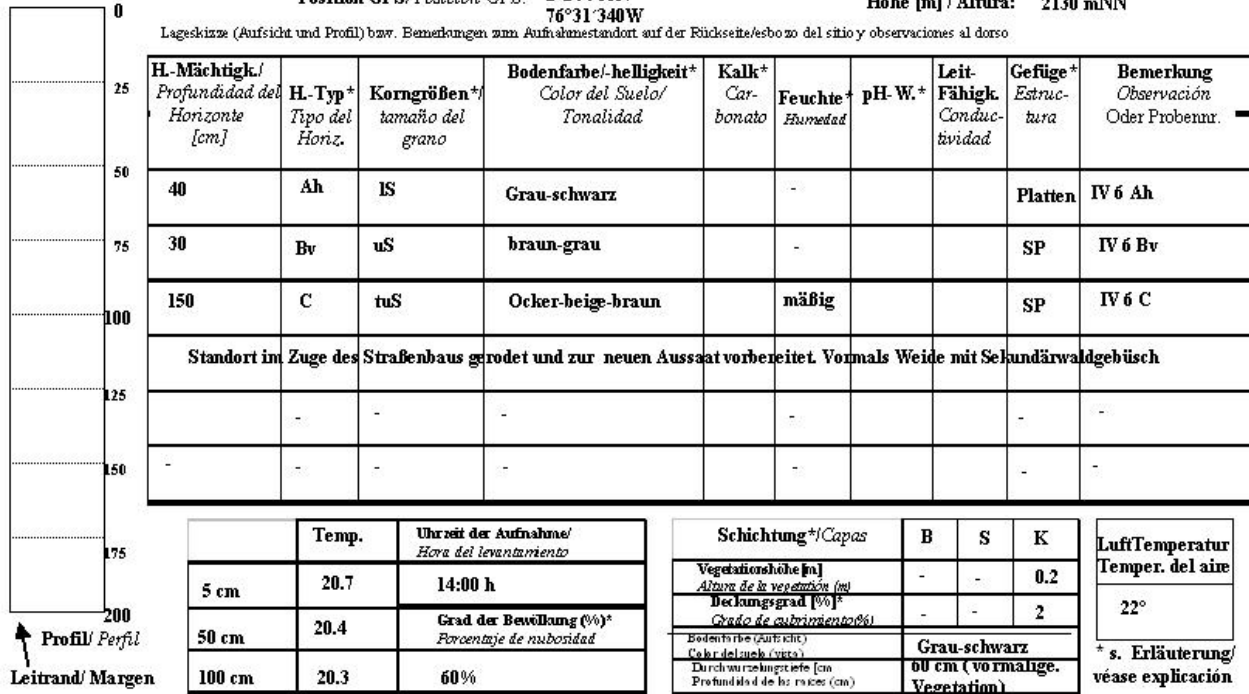 0
25
50
75
100
125
150
175
200
Profil/ Perfil
Leitrand/ Margen
76°31´340W
Höhe [m] / Altura: 2130 mNN
Lageskizze (Aufsicht und Profil) bzw. Bemerkungen zum Aufnahmestandort auf der Rückseite/esbozo del sitio y observaciones al dorso
H.-Mächtigk./
Profundidad del
Horizonte
[cm]
H.-Typ*
Tipo del
Horiz.
Korngrößen*/
tamaño del
grano
Bodenfarbe/-helligkeit*
Color del Suelo/
Tonalidad
Kalk*
Car-
bonato
Feuchte*
Humedad
pH-W.*
Leit-
Fähigk.
Conduc-
tividad
Gefüge*
Estruc-
tura
Bemerkung
Observación
Oder Probennr.
40 Ah lS Grau-schwarz - Platten IV 6 Ah
30 Bv uS braun-grau - SP IV 6 Bv
150 C tuS Ocker-beige-braun mäßig SP IV 6 C
Standort im Zuge des Straßenbaus gerodet und zur neuen Aussaat vorbereitet. Vormals Weide mit Sekundärwaldgebüsch
- - - - - -
- - - - - - -
Temp.
Uhrzeit der Aufnahme/
Hora del levantamiento
5 cm 20.7 14:00 h
50 cm 20.4
Grad der Bewölkung (%)*
Porcentaje de nubosidad
100 cm 20.3 60%
Schichtung*/Capas B S K
Vegetationshöhe [m]
Altura de la vegetatión (m)
- - 0.2
Deckungsgrad [%]*
Grado de cubrimiento(%)
- - 2
Bodenfarbe (Aufsicht)
Color del suelo (vista)
Grau-schwarz
Durchwurzelungstiefe [cm
Profundidad de las raices (cm)
60 cm ( vormalige.
Vegetation)
LuftTemperatur
Temper. del aire
22°
* s. Erläuterung/
véase explicación